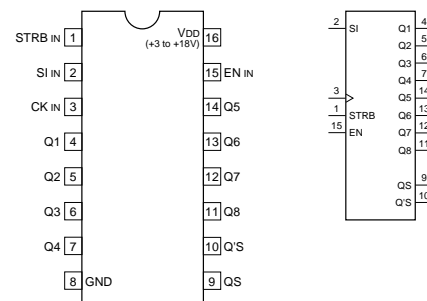 STRB IN 1
SI IN 2
CK IN 3
Q1 4
Q2 5
Q3 6
Q4 7
8 GND
VDD 16
(+3 to +18V)
15 EN IN
14 Q5
13 Q6
12 Q7
11 Q8
10 Q'S
9 QS
2 SI
3
1 STRB
15 EN
Q1 4
Q2 5
Q3 6
Q4 7
Q5 14
Q6 13
Q7 12
Q8 11
QS 9
Q'S 10